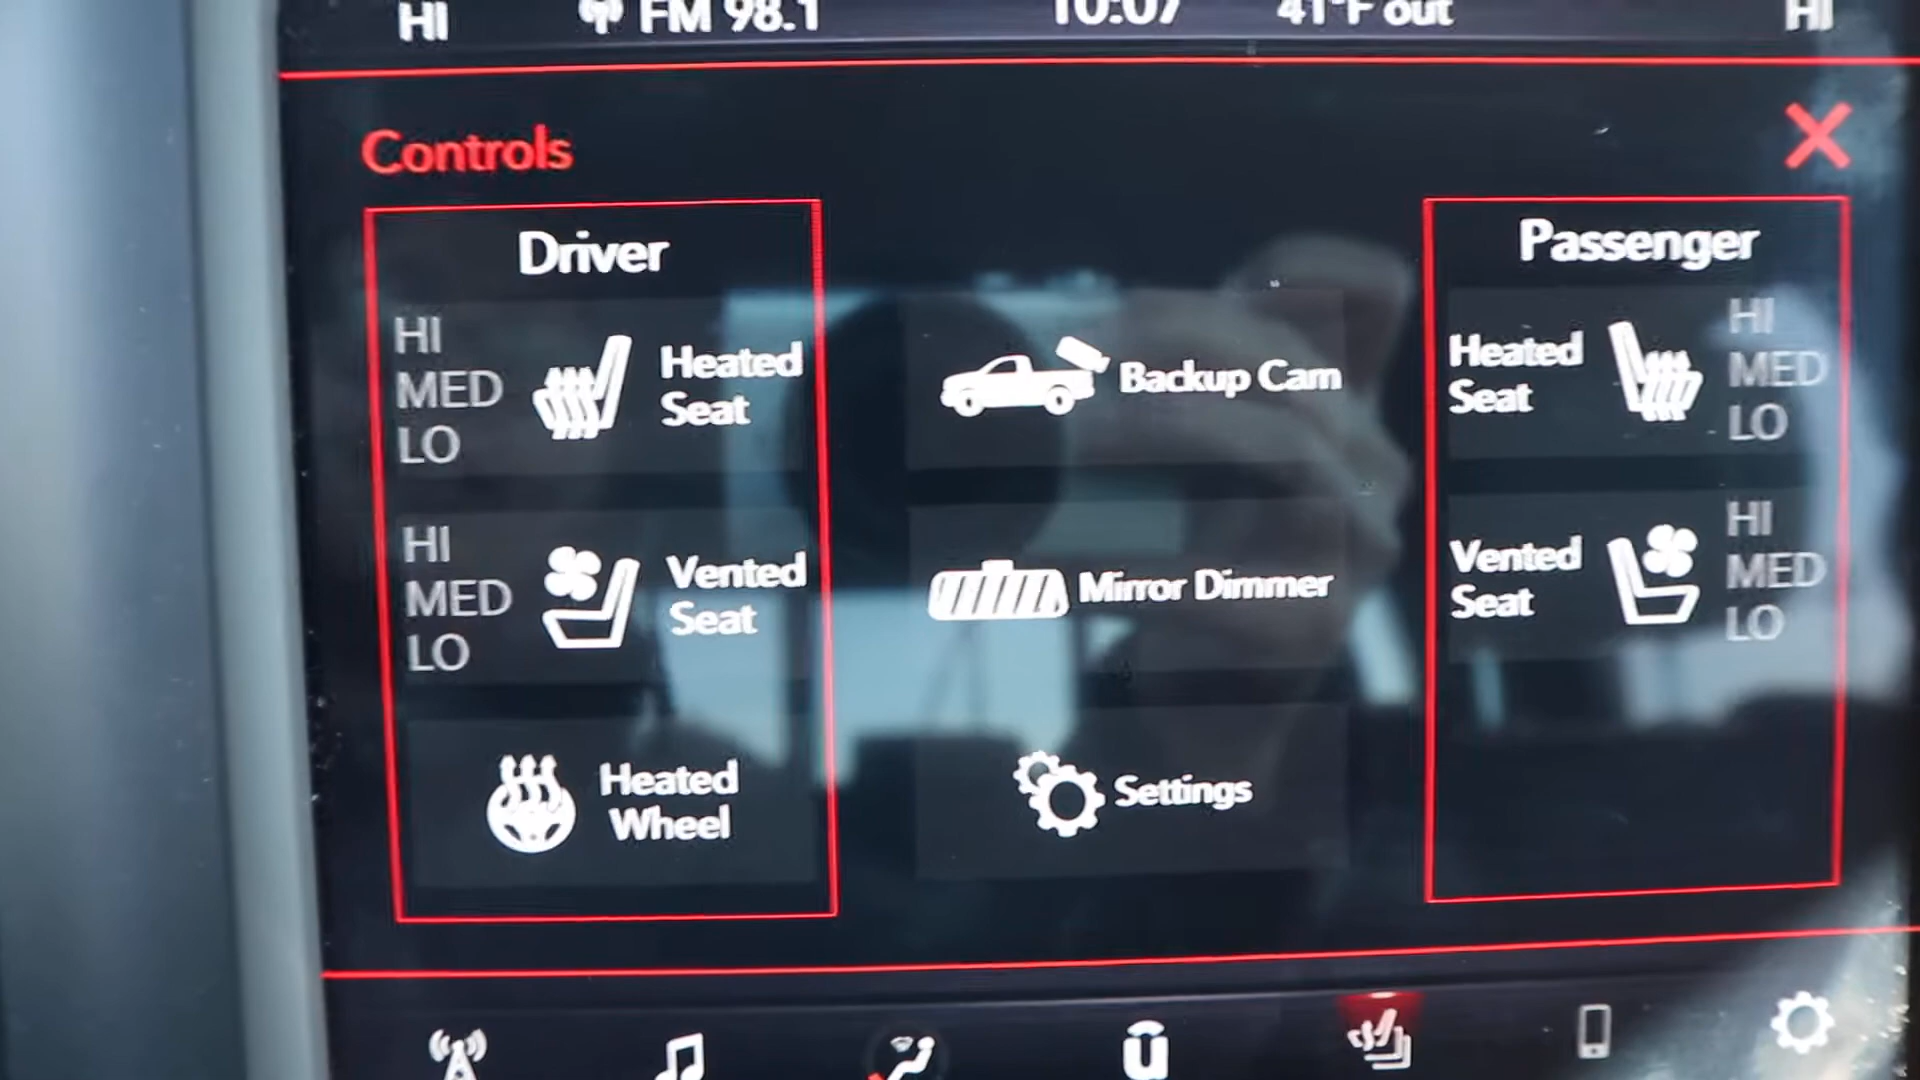 HI FM 98.1 10:07 41°F out HI
Controls
Driver
HI
MED
LO
Heated
Seat
HI
MED
LO
Vented
Seat
Heated
Wheel
Backup Cam
Mirror Dimmer
Settings
Passenger
Heated
Seat
HI
MED
LO
Vented
Seat
HI
MED
LO